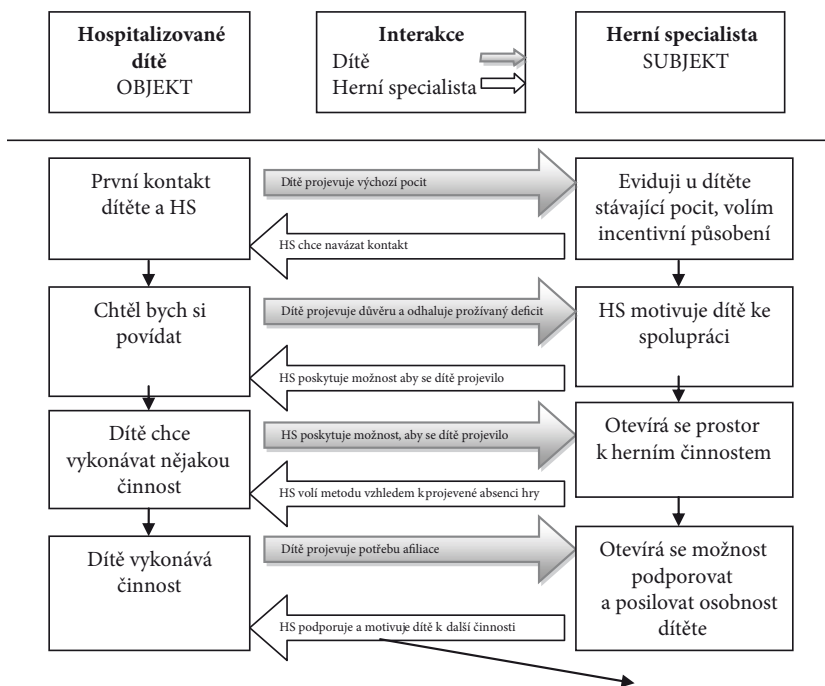 Hospitalizované
dítě
OBJEKT
Interakce
Dítě
Herní specialista
Herní specialista
SUBJEKT
První kontakt
dítěte a HS
Dítě projevuje výchozí pocit
HS chce navázat kontakt
Eviduji u dítěte
stávající pocit, volím
incentivní působení
Chtěl bych si
povídat
Dítě projevuje důvěru a odhaluje prožívaný deficit
HS poskytuje možnost aby se dítě projevilo
HS motivuje dítě ke
spolupráci
Dítě chce
vykonávat nějakou
činnost
HS poskytuje možnost, aby se dítě projevilo
HS volí metodu vzhledem k projevené absenci hry
Otevírá se prostor
k herním činnostem
Dítě vykonává
činnost
Dítě projevuje potřebu afiliace
HS podporuje a motivuje dítě k další činnosti
Otevírá se možnost
podporovat
a posilovat osobnost
dítěte